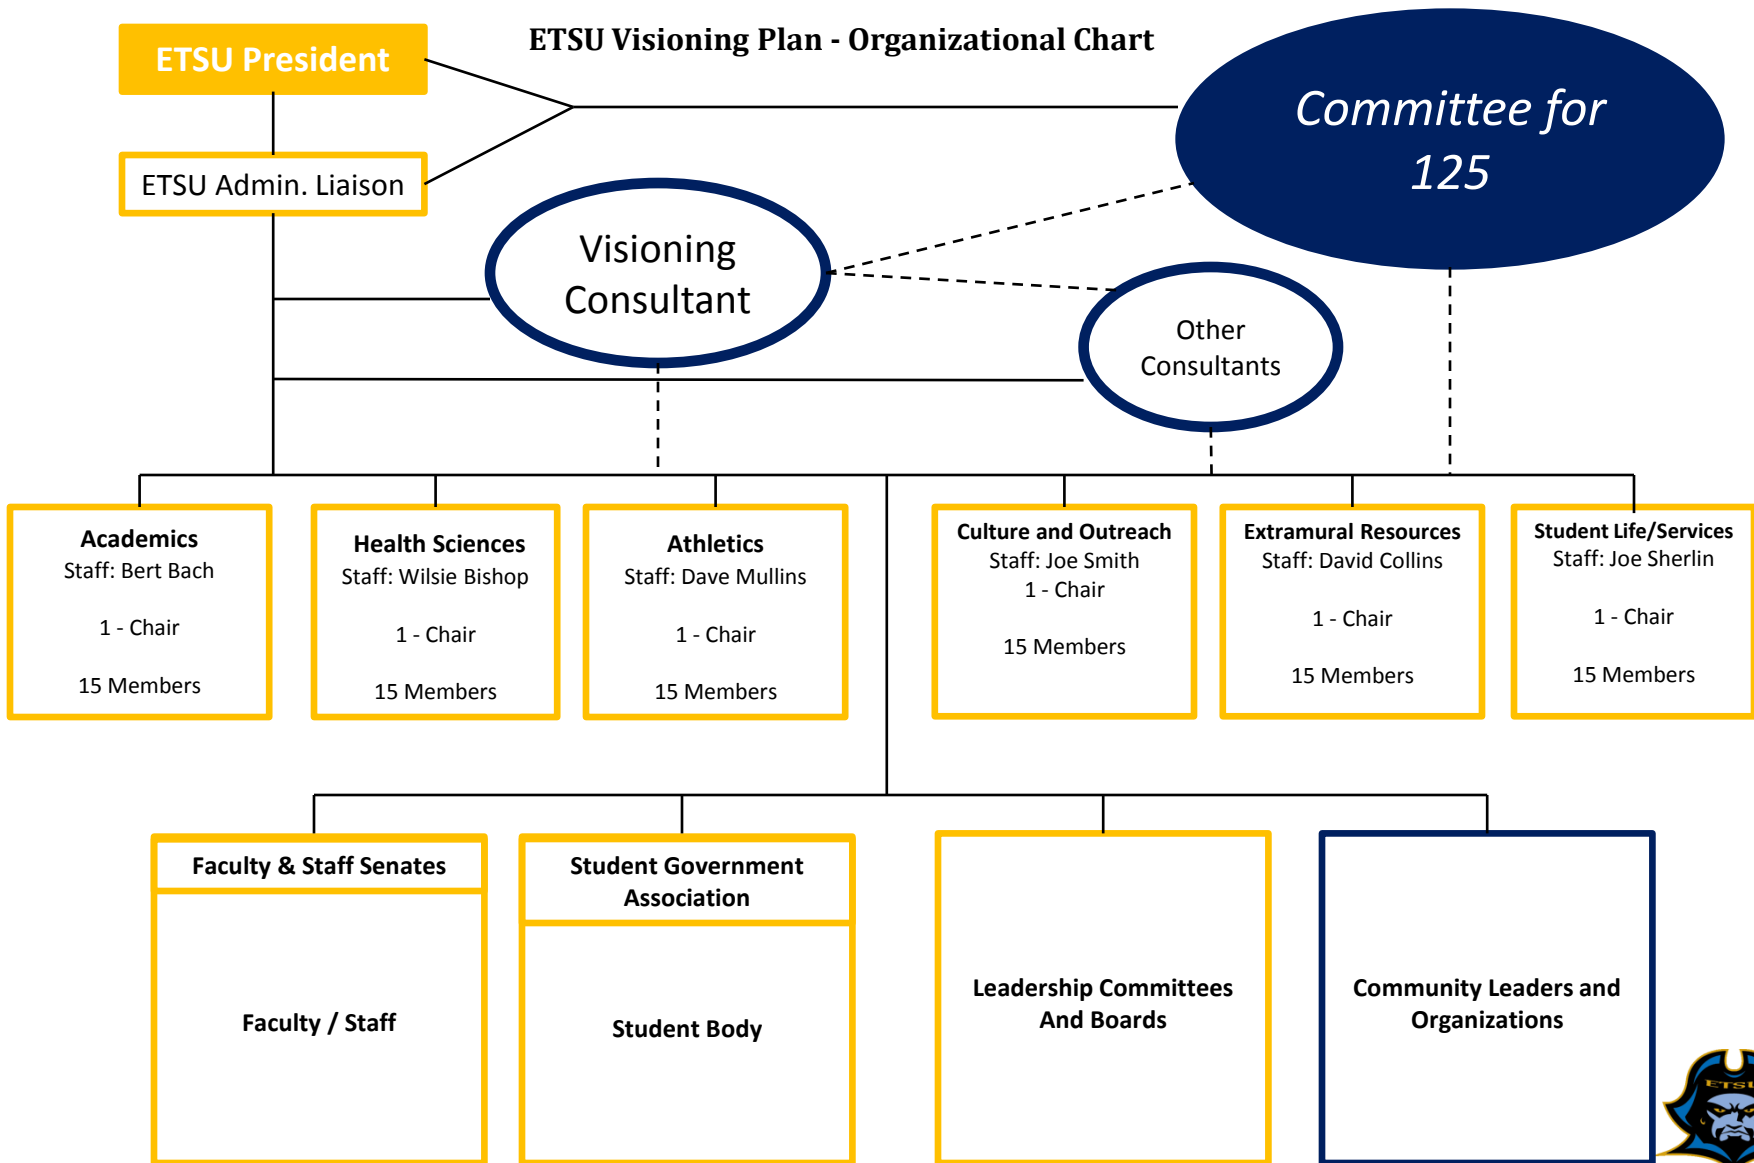 ETSU Visioning Plan - Organizational Chart
ETSU President
Committee for
125
ETSU Admin. Liaison
Visioning
Consultant
Other
Consultants
Academics
Staff: Bert Bach
1 - Chair
15 Members
Health Sciences
Staff: Wilsie Bishop
1 - Chair
15 Members
Athletics
Staff: Dave Mullins
1 - Chair
15 Members
Culture and Outreach
Staff: Joe Smith
1 - Chair
15 Members
Extramural Resources
Staff: David Collins
1 - Chair
15 Members
Student Life/Services
Staff: Joe Sherlin
1 - Chair
15 Members
Faculty & Staff Senates
Faculty / Staff
Student Government
Association
Student Body
Leadership Committees
And Boards
Community Leaders and
Organizations
ETSU